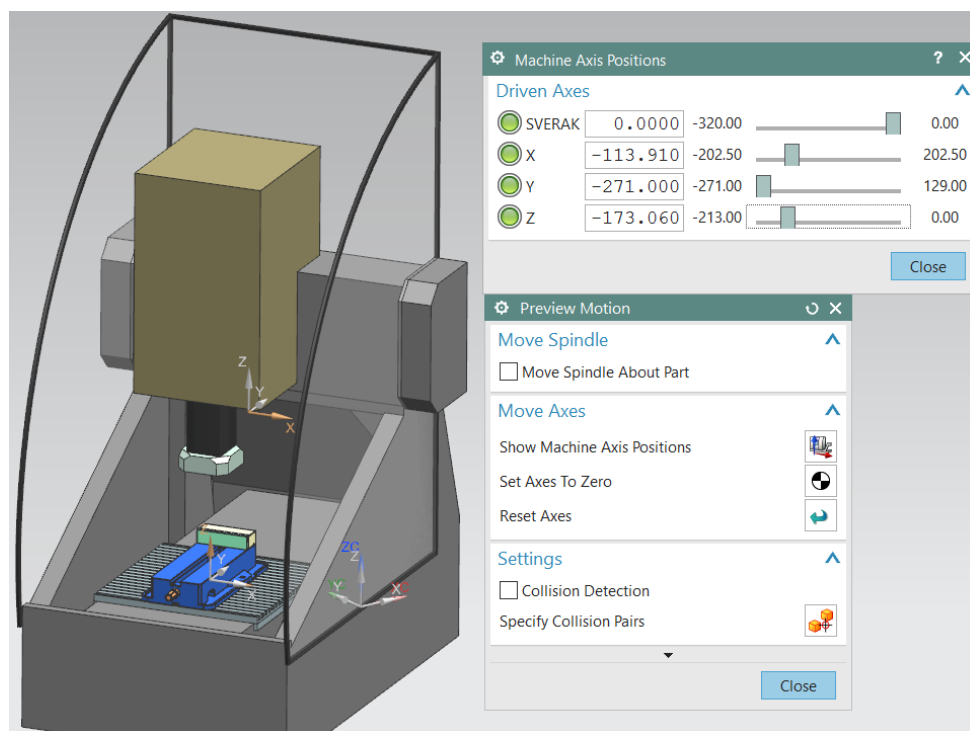 Machine Axis Positions
Driven Axes
SVERAK 0.0000 -320.00 0.00
X -113.910 -202.50 202.50
Y -271.000 -271.00 129.00
Z -173.060 -213.00 0.00
Close
Preview Motion
Move Spindle
Move Spindle About Part
Move Axes
Show Machine Axis Positions
Set Axes To Zero
Reset Axes
Settings
Collision Detection
Specify Collision Pairs
Close
Z
Y
X
Y
X
ZC
Z
Y